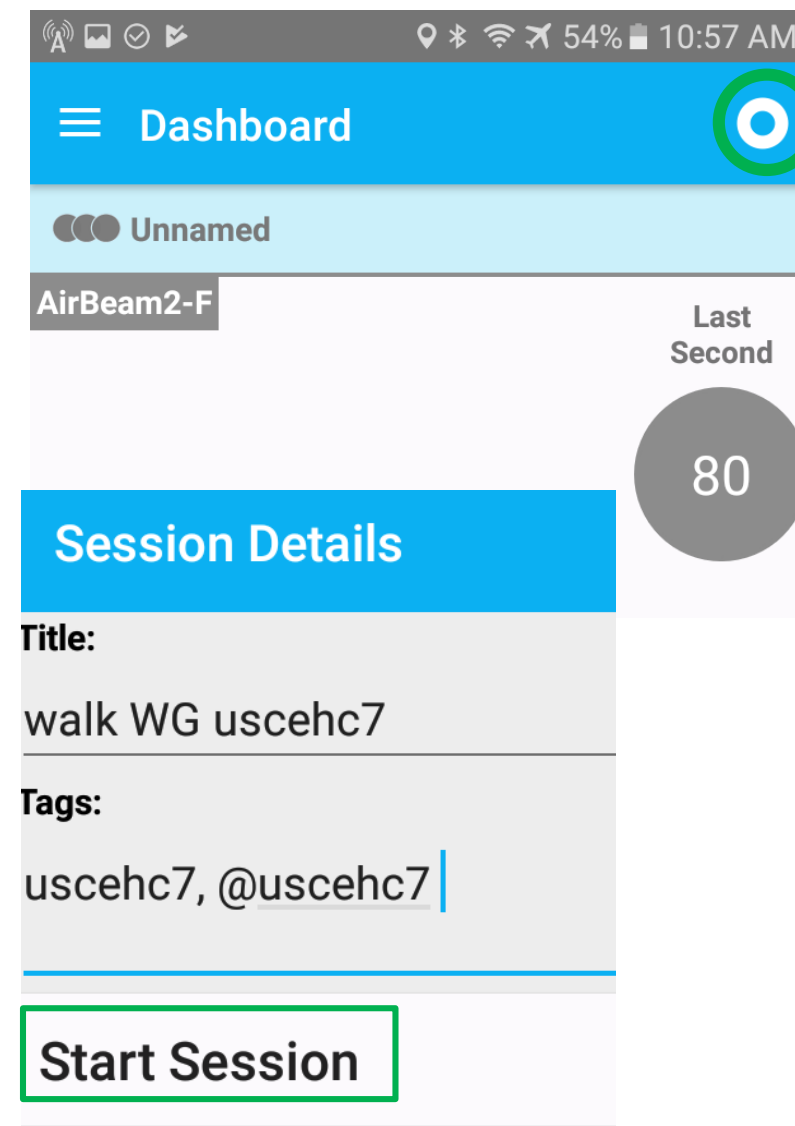 54% 10:57 AM
Dashboard
Unnamed
AirBeam2-F
Last
Second
80
Session Details
Title:
walk WG uscehc7
Tags:
uscehc7, @uscehc7
Start Session